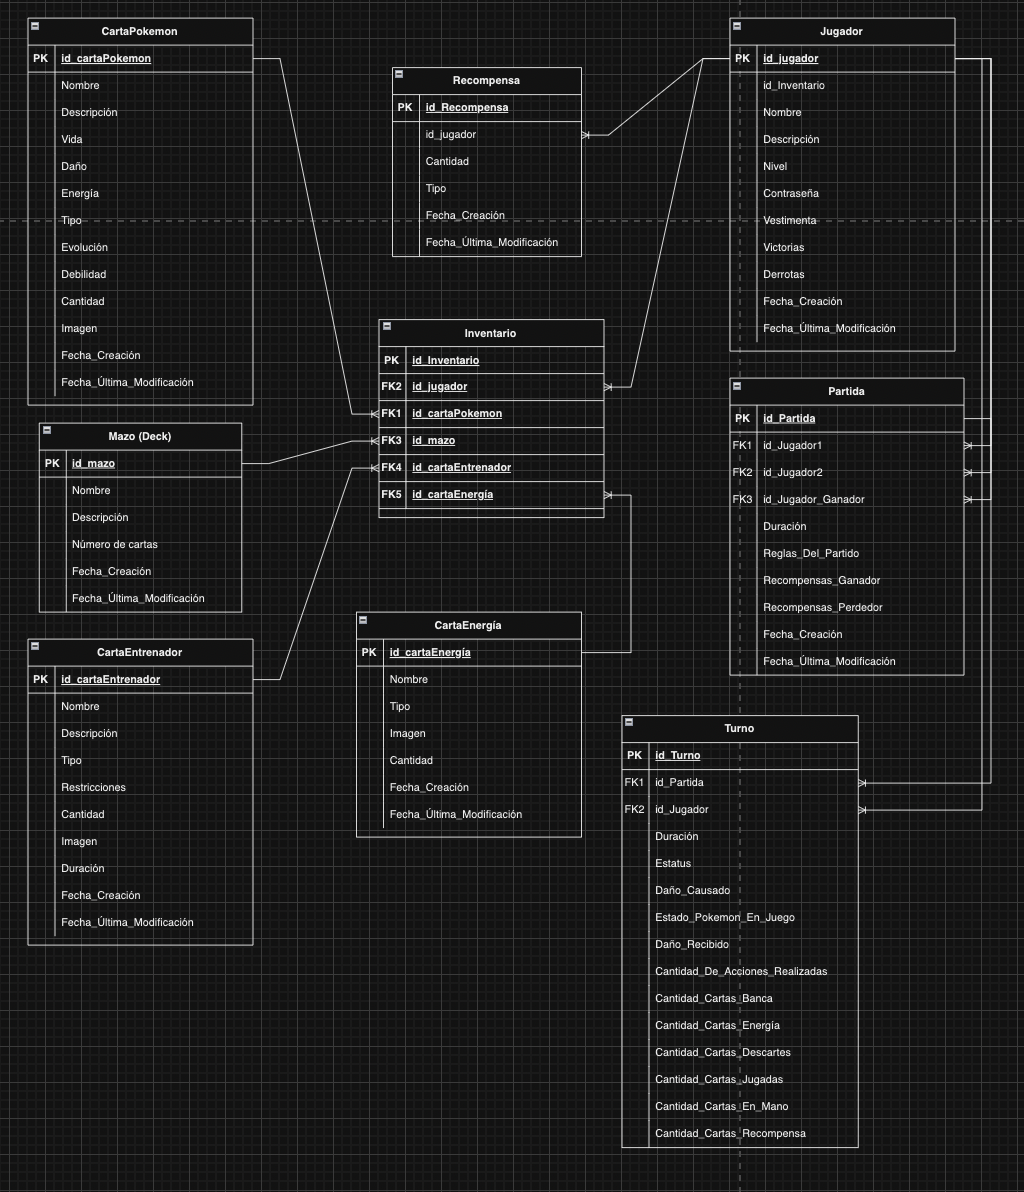 CartaPokemon
PK id_cartaPokemon
Nombre
Descripción
Vida
Daño
Energía
Tipo
Evolución
Debilidad
Cantidad
Imagen
Fecha_Creación
Fecha_Última_Modificación
Recompensa
PK id_Recompensa
id_jugador
Cantidad
Tipo
Fecha_Creación
Fecha_Última_Modificación
Jugador
PK id_jugador
id_Inventario
Nombre
Descripción
Nivel
Contraseña
Vestimenta
Victorias
Derrotas
Fecha_Creación
Fecha_Última_Modificación
Inventario
PK id_Inventario
FK2 id_jugador
FK1 id_cartaPokemon
FK3 id_mazo
FK4 id_cartaEntrenador
FK5 id_cartaEnergía
Partida
PK id_Partida
FK1 id_Jugador1
FK2 id_Jugador2
FK3 id_Jugador_Ganador
Duración
Reglas_Del_Partido
Recompensas_Ganador
Recompensas_Perdedor
Fecha_Creación
Fecha_Última_Modificación
Mazo (Deck)
PK id_mazo
Nombre
Descripción
Número de cartas
Fecha_Creación
Fecha_Última_Modificación
CartaEntrenador
PK id_cartaEntrenador
Nombre
Descripción
Tipo
Restricciones
Cantidad
Imagen
Duración
Fecha_Creación
Fecha_Última_Modificación
CartaEnergía
PK id_cartaEnergía
Nombre
Tipo
Imagen
Cantidad
Fecha_Creación
Fecha_Última_Modificación
Turno
PK id_Turno
FK1 id_Partida
FK2 id_Jugador
Duración
Estatus
Daño_Causado
Estado_Pokemon_En_Juego
Daño_Recibido
Cantidad_De_Acciones_Realizadas
Cantidad_Cartas_Banca
Cantidad_Cartas_Energía
Cantidad_Cartas_Descartes
Cantidad_Cartas_Jugadas
Cantidad_Cartas_En_Mano
Cantidad_Cartas_Recompensa